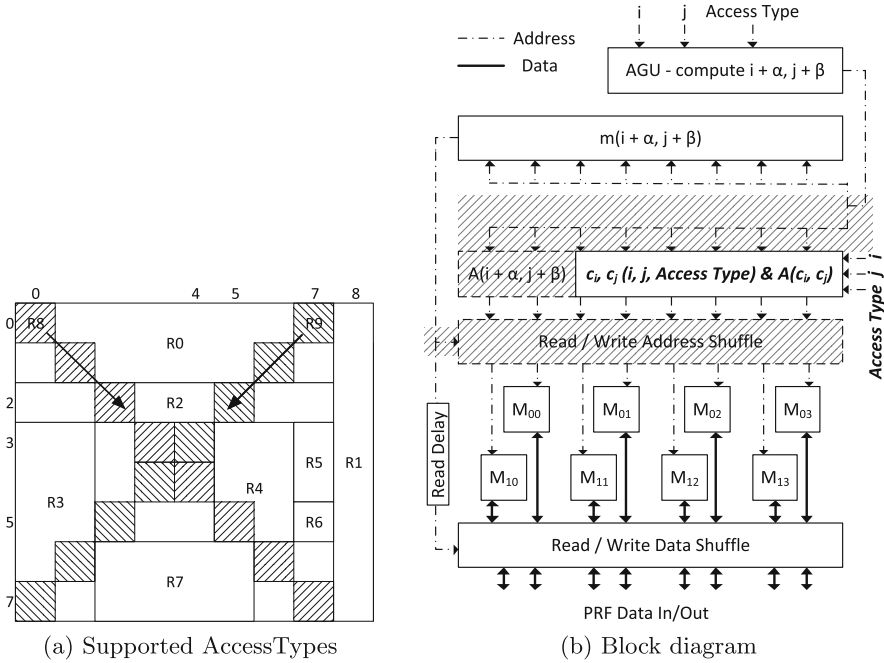 i j Access Type
Address
Data
AGU - compute i + α, j + β
m(i + α, j + β)
A(i + α, j + β)
cᵢ, cⱼ (i, j, Access Type) & A(cᵢ, cⱼ)
Access Type j i
Read / Write Address Shuffle
M₀₀ M₀₁ M₀₂ M₀₃
Read Delay
M₁₀ M₁₁ M₁₂ M₁₃
Read / Write Data Shuffle
PRF Data In/Out
(b) Block diagram
0 4 5 7 8
0 R8 R0 R9
2 R2
3 R5
R3 R4 R1
5 R6
R7
7
(a) Supported AccessTypes